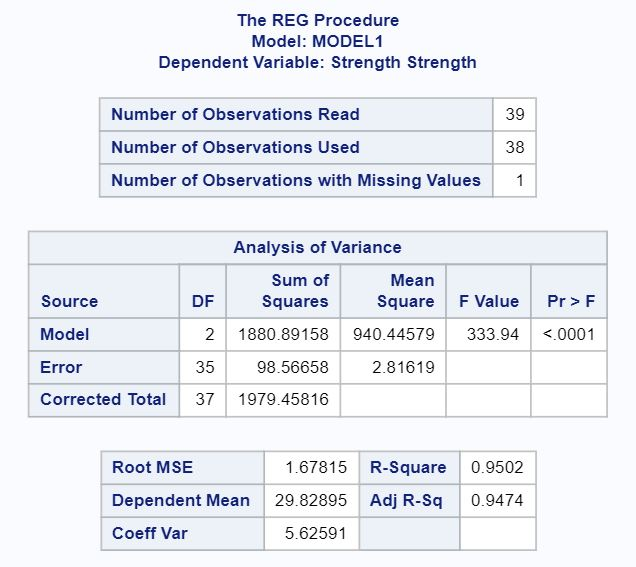 The REG Procedure
Model: MODEL1
Dependent Variable: Strength Strength
Number of Observations Read 39
Number of Observations Used 38
Number of Observations with Missing Values 1
Analysis of Variance
Source DF Sum of Squares Mean Square F Value Pr > F
Model 2 1880.89158 940.44579 333.94 <.0001
Error 35 98.56658 2.81619
Corrected Total 37 1979.45816
Root MSE 1.67815 R-Square 0.9502
Dependent Mean 29.82895 Adj R-Sq 0.9474
Coeff Var 5.62591